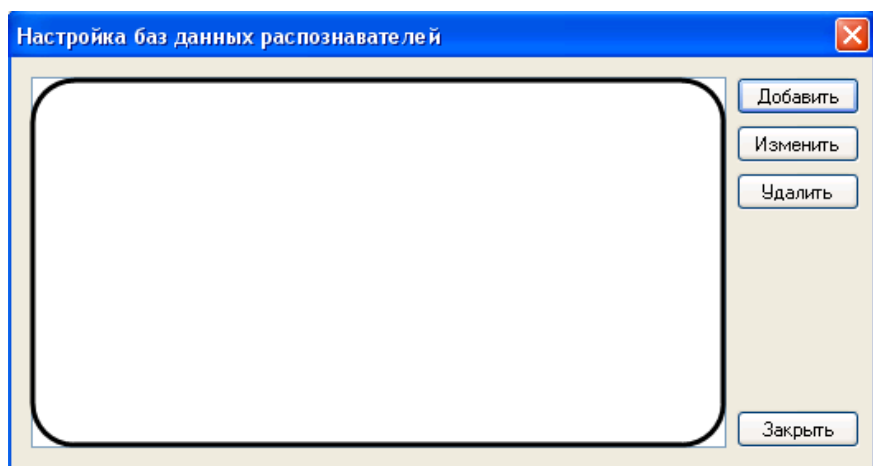 Настройка баз данных распознавателей
Добавить
Изменить
Удалить
Закрыть